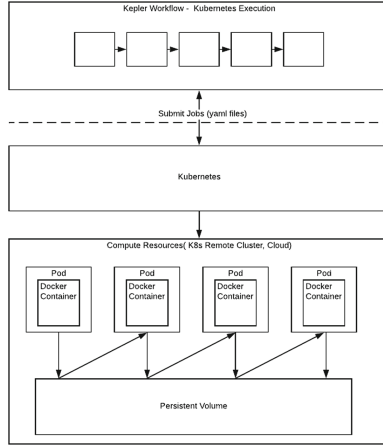 Kepler Workflow - Kubernetes Execution
Submit Jobs (yaml files)
Kubernetes
Compute Resources( K8s Remote Cluster, Cloud)
Pod
Docker
Container
Pod
Docker
Container
Pod
Docker
Container
Pod
Docker
Container
Persistent Volume